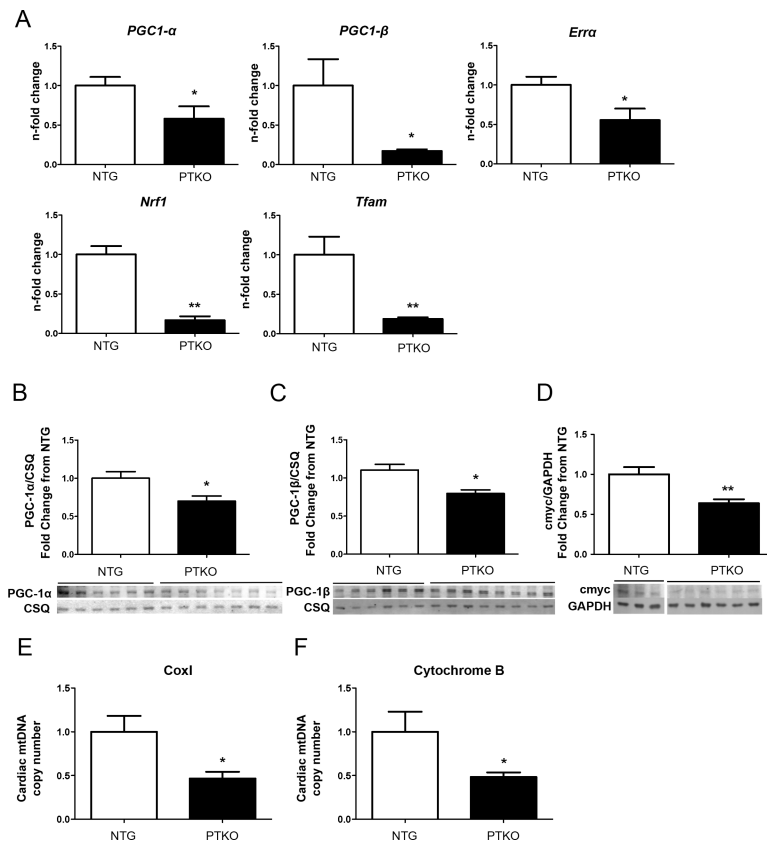 A
PGC1-α
n-fold change
1.5
1.0
0.5
0.0
*
NTG
PTKO
PGC1-β
n-fold change
1.5
1.0
0.5
0.0
*
NTG
PTKO
Errα
n-fold change
1.5
1.0
0.5
0.0
*
NTG
PTKO
Nrf1
n-fold change
1.5
1.0
0.5
0.0
**
NTG
PTKO
Tfam
n-fold change
1.5
1.0
0.5
0.0
**
NTG
PTKO
B
PGC-1α/CSQ
Fold Change from NTG
1.5
1.0
0.5
0.0
*
NTG
PTKO
PGC-1α
CSQ
C
PGC-1β/CSQ
Fold Change from NTG
1.5
1.0
0.5
0.0
*
NTG
PTKO
PGC-1β
CSQ
D
cmyc/GAPDH
Fold Change from NTG
1.5
1.0
0.5
0.0
**
NTG
PTKO
cmyc
GAPDH
E
CoxI
Cardiac mtDNA
copy number
1.5
1.0
0.5
0.0
*
NTG
PTKO
F
Cytochrome B
Cardiac mtDNA
copy number
1.5
1.0
0.5
0.0
*
NTG
PTKO